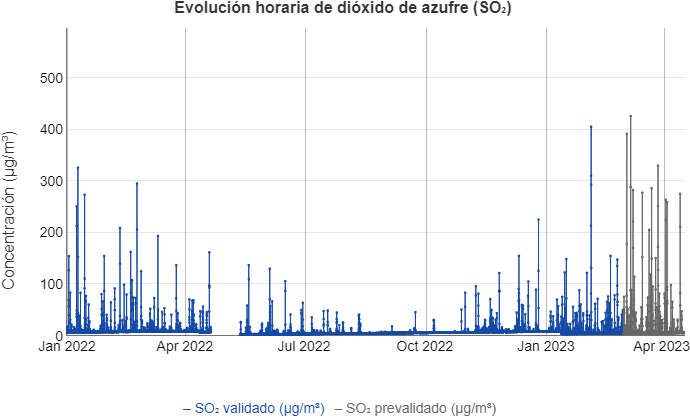 Evolución horaria de dióxido de azufre (SO₂)
Concentración (µg/m³)
500
400
300
200
100
0
Jan 2022 Apr 2022 Jul 2022 Oct 2022 Jan 2023 Apr 2023
– SO₂ validado (µg/m³) – SO₂ prevalidado (µg/m³)